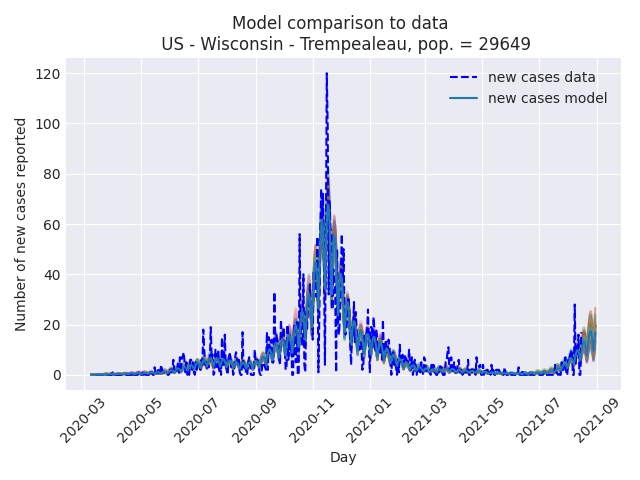 Model comparison to data
US - Wisconsin - Trempealeau, pop. = 29649
new cases data
new cases model
Number of new cases reported
120
100
80
60
40
20
0
2020-03
2020-05
2020-07
2020-09
2020-11
2021-01
2021-03
2021-05
2021-07
2021-09
Day